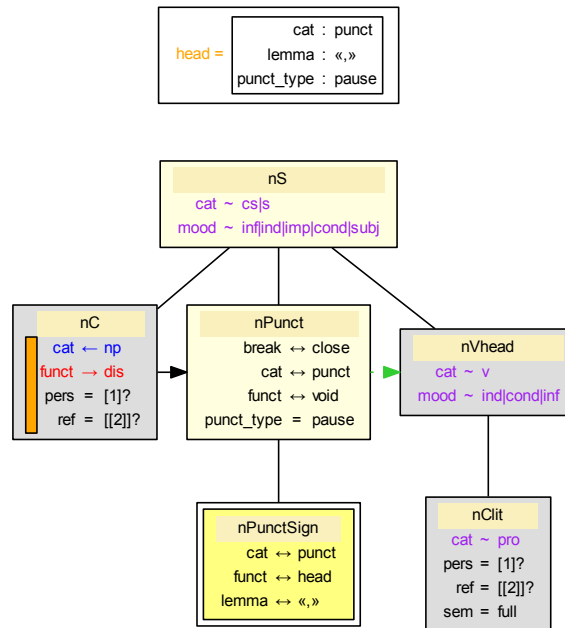 head =
cat : punct
lemma : «,»
punct_type : pause
nS
cat ~ cs|s
mood ~ inf|ind|imp|cond|subj
nC
cat ← np
funct → dis
pers = [1]?
ref = [[2]]?
nPunct
break ↔ close
cat ↔ punct
funct ↔ void
punct_type = pause
nVhead
cat ~ v
mood ~ ind|cond|inf
nPunctSign
cat ↔ punct
funct ↔ head
lemma ↔ «,»
nClit
cat ~ pro
pers = [1]?
ref = [[2]]?
sem = full